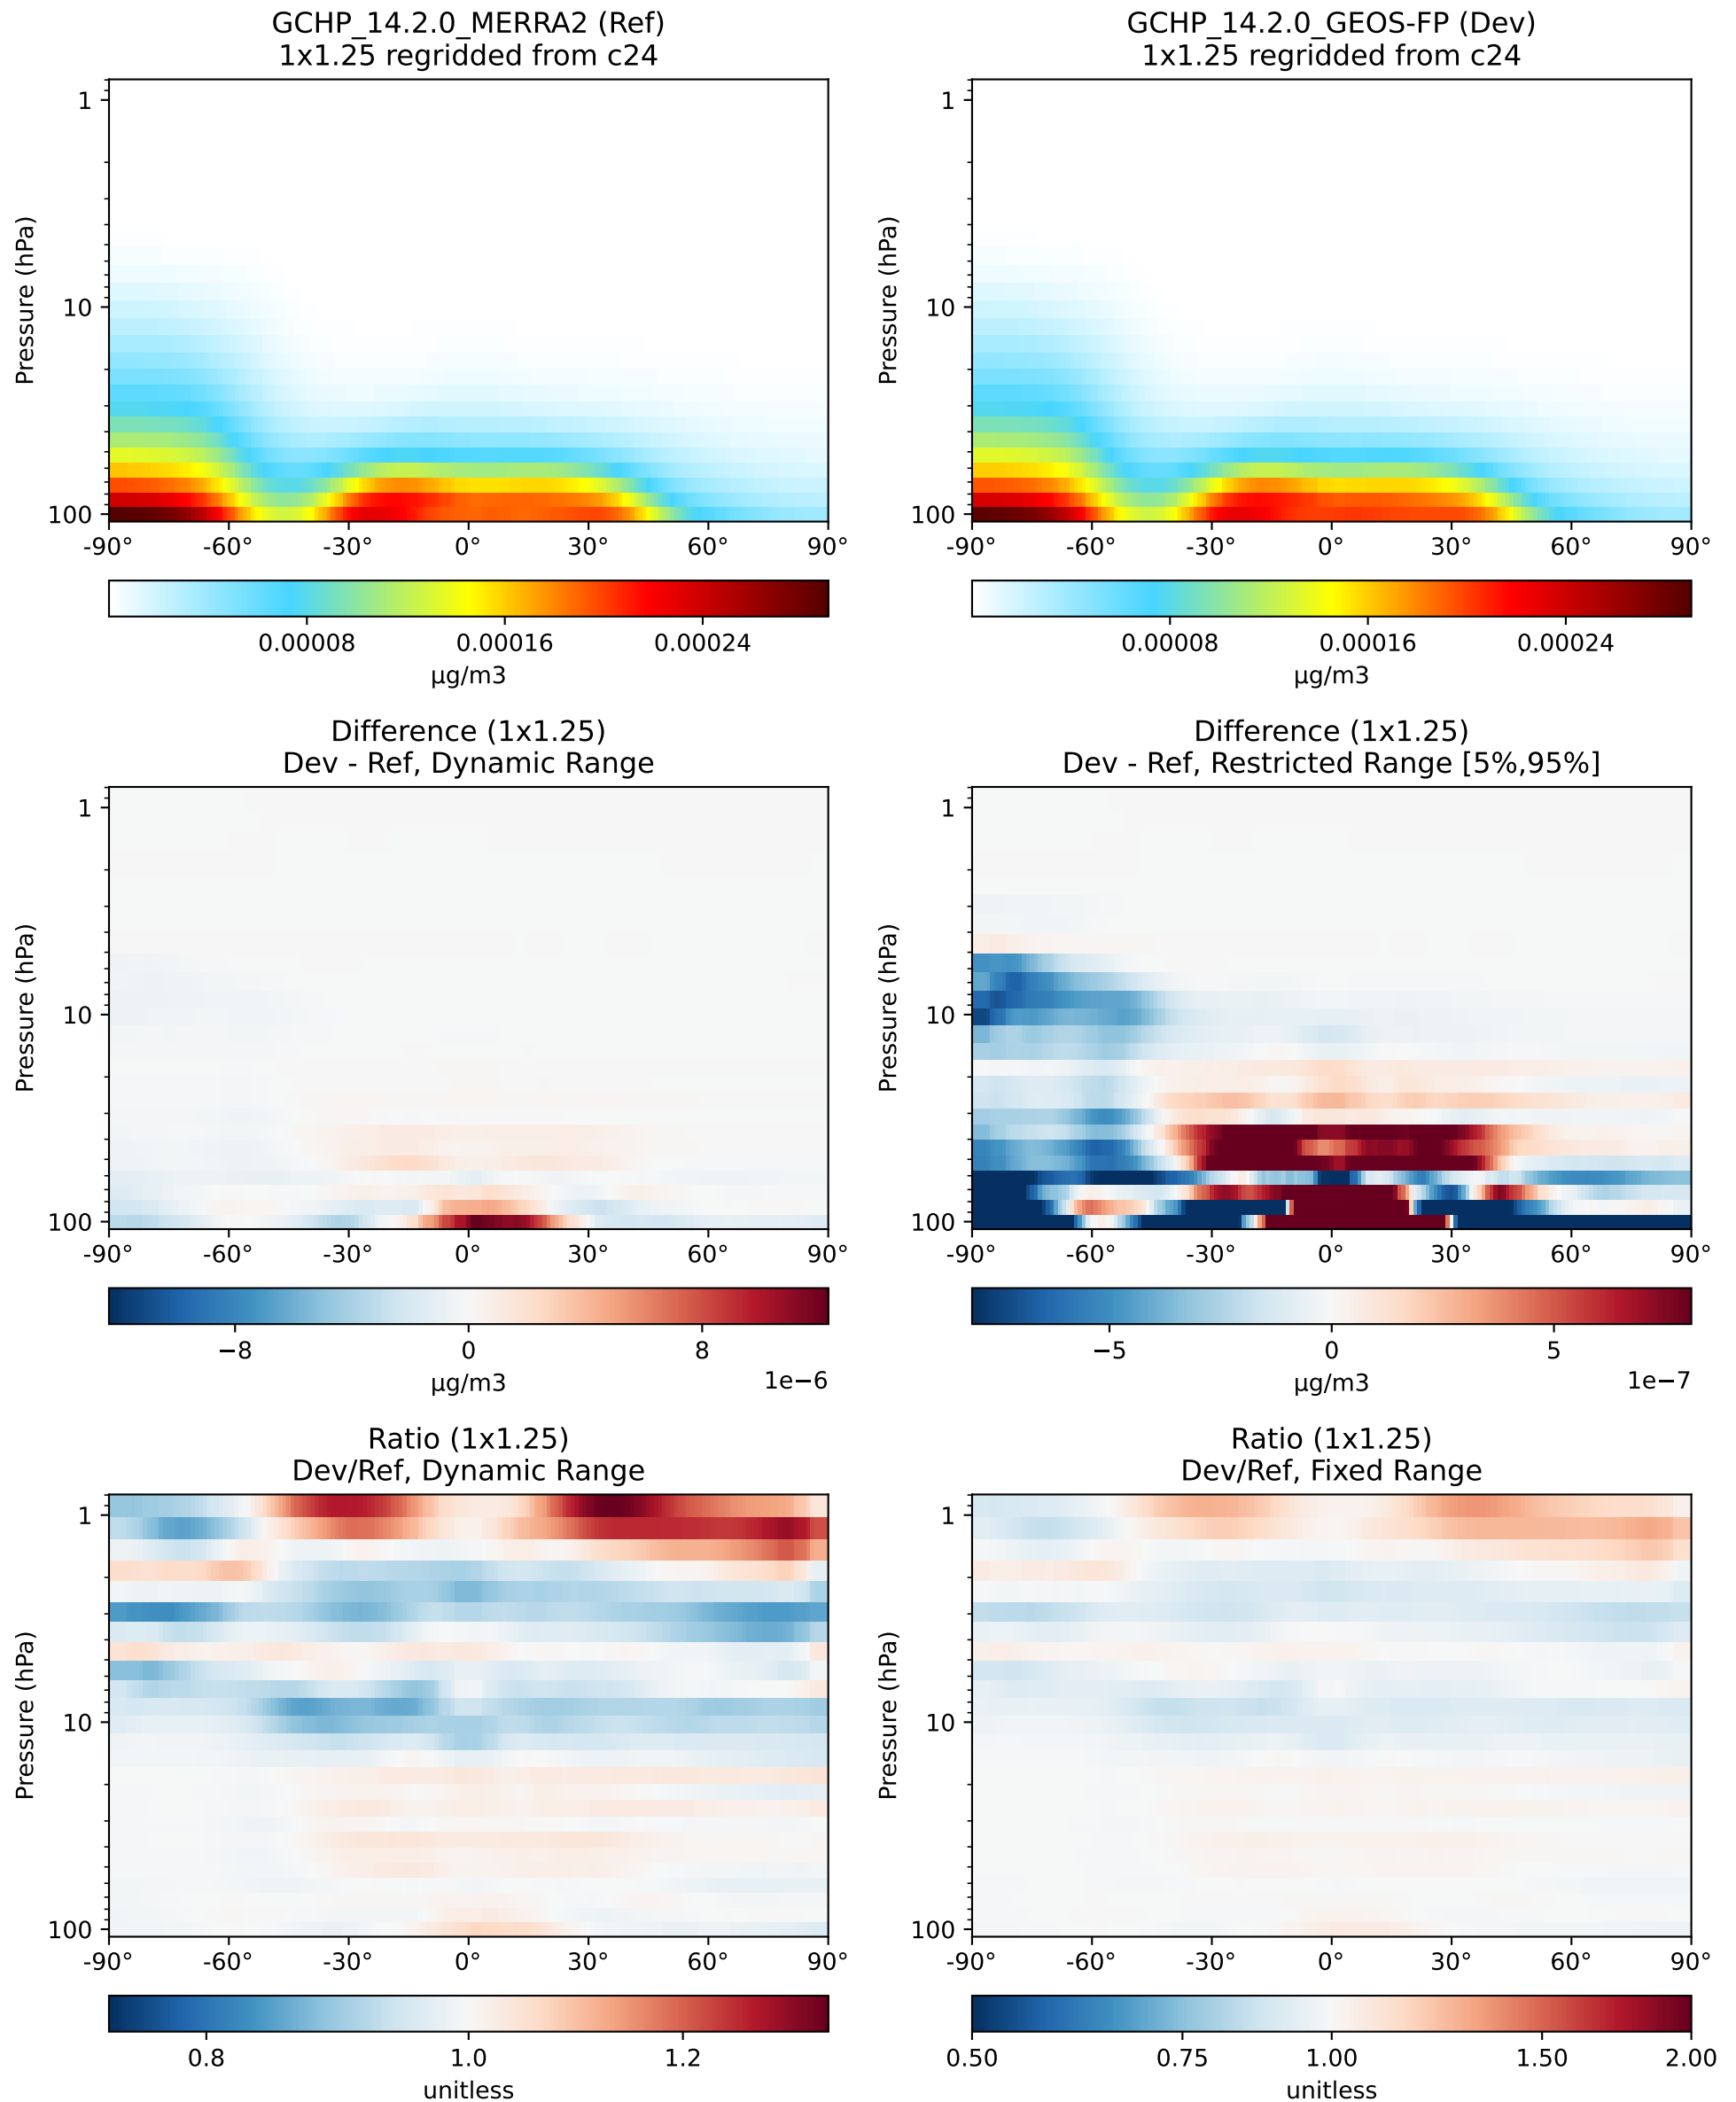 GCHP_14.2.0_MERRA2 (Ref)
1x1.25 regridded from c24
Pressure (hPa)
1
10
100
-90° -60° -30° 0° 30° 60° 90°
0.00008 0.00016 0.00024
µg/m3
GCHP_14.2.0_GEOS-FP (Dev)
1x1.25 regridded from c24
Pressure (hPa)
1
10
100
-90° -60° -30° 0° 30° 60° 90°
0.00008 0.00016 0.00024
µg/m3
Difference (1x1.25)
Dev - Ref, Dynamic Range
Pressure (hPa)
1
10
100
-90° -60° -30° 0° 30° 60° 90°
−8 0 8
µg/m3 1e−6
Difference (1x1.25)
Dev - Ref, Restricted Range [5%,95%]
Pressure (hPa)
1
10
100
-90° -60° -30° 0° 30° 60° 90°
−5 0 5
µg/m3 1e−7
Ratio (1x1.25)
Dev/Ref, Dynamic Range
Pressure (hPa)
1
10
100
-90° -60° -30° 0° 30° 60° 90°
0.8 1.0 1.2
unitless
Ratio (1x1.25)
Dev/Ref, Fixed Range
Pressure (hPa)
1
10
100
-90° -60° -30° 0° 30° 60° 90°
0.50 0.75 1.00 1.50 2.00
unitless